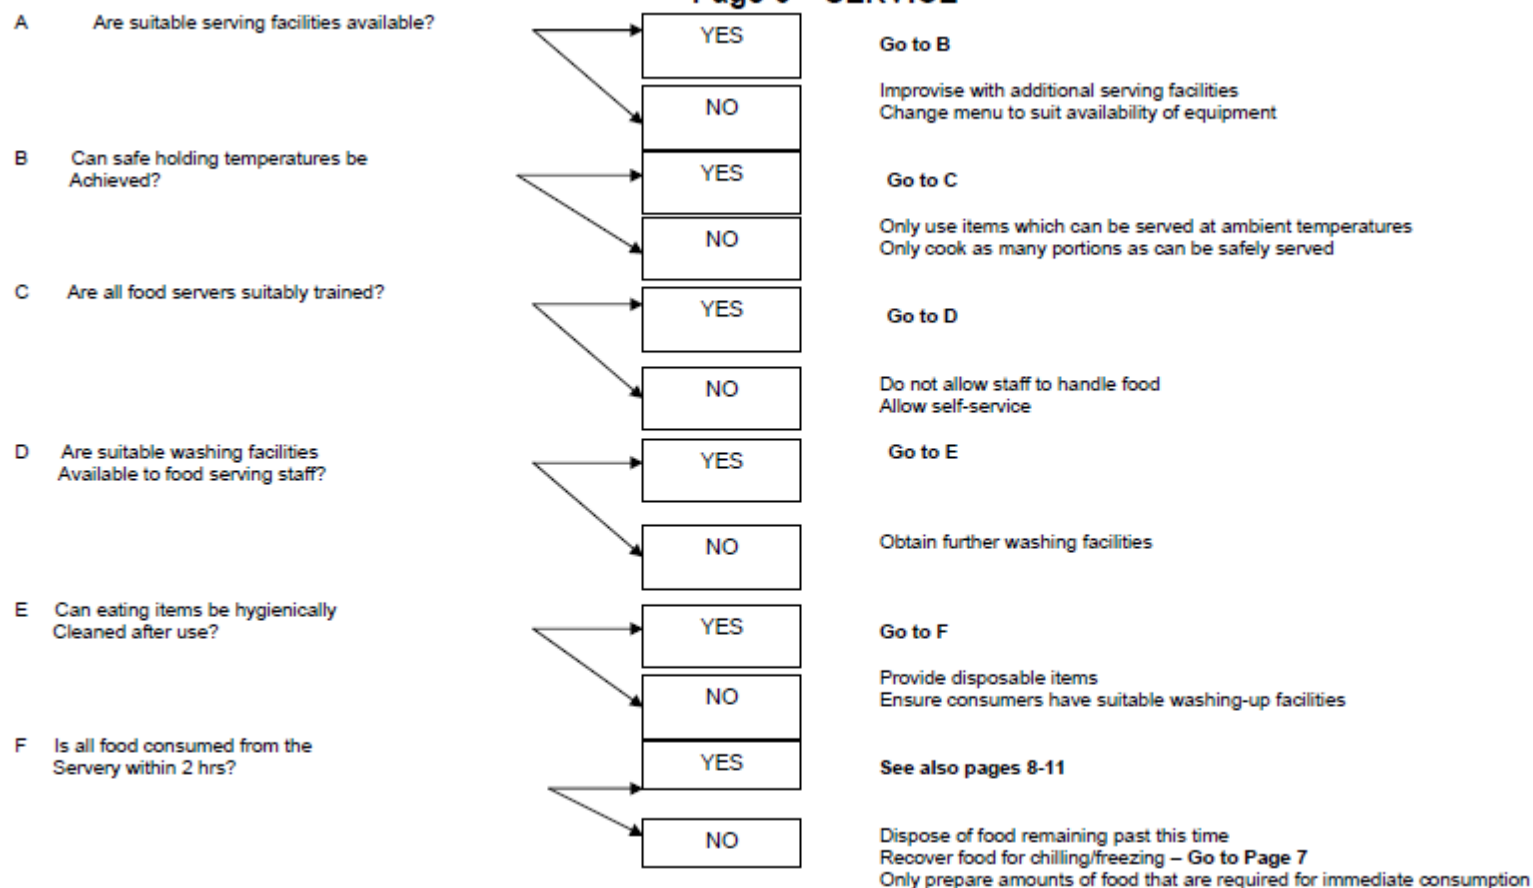 A Are suitable serving facilities available?
YES
Go to B
NO
Improvise with additional serving facilities
Change menu to suit availability of equipment
B Can safe holding temperatures be
Achieved?
YES
Go to C
NO
Only use items which can be served at ambient temperatures
Only cook as many portions as can be safely served
C Are all food servers suitably trained?
YES
Go to D
NO
Do not allow staff to handle food
Allow self-service
D Are suitable washing facilities
Available to food serving staff?
YES
Go to E
NO
Obtain further washing facilities
E Can eating items be hygienically
Cleaned after use?
YES
Go to F
NO
Provide disposable items
Ensure consumers have suitable washing-up facilities
F Is all food consumed from the
Servery within 2 hrs?
YES
See also pages 8-11
NO
Dispose of food remaining past this time
Recover food for chilling/freezing – Go to Page 7
Only prepare amounts of food that are required for immediate consumption